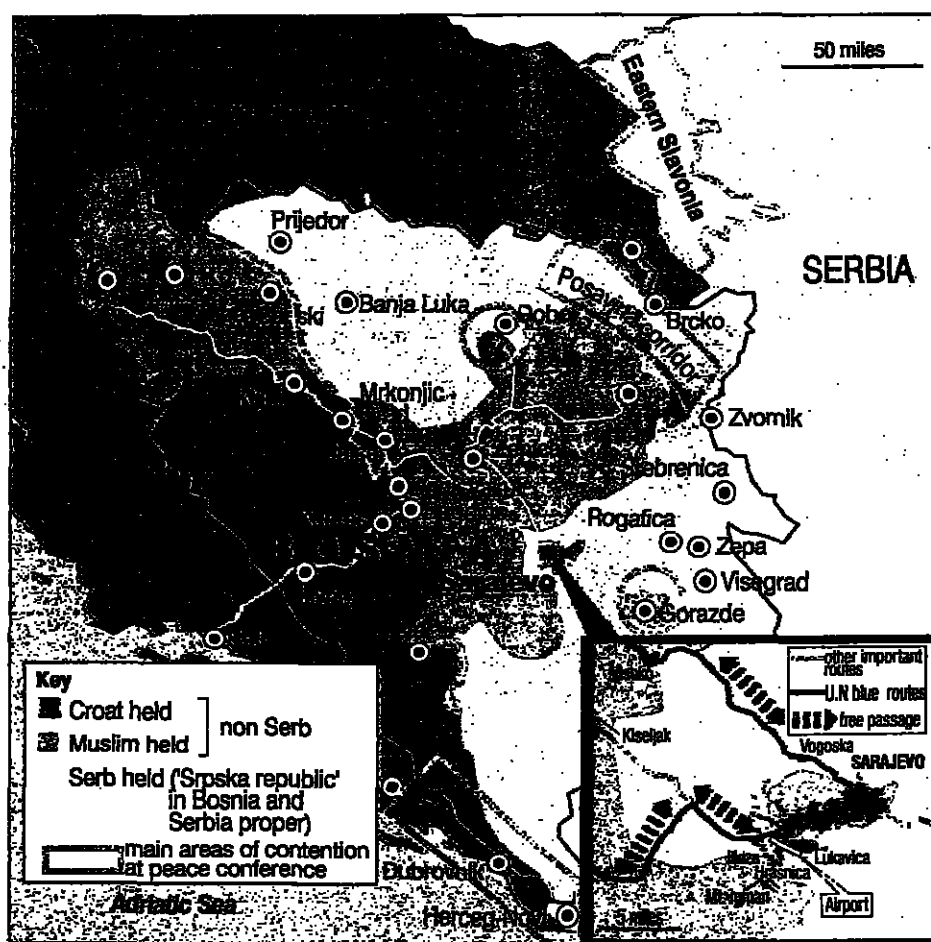 50 miles
Eastern Slavonia
Prijedor
SERBIA
ski
Banja Luka
Posavina corridor
Brcko
Mrkonjic
Zvornik
Rogatica
Zepa
Visegrad
Gorazde
Key
Croat held
Muslim held
non Serb
Serb held ('Srpska republic'
in Bosnia and
Serbia proper)
main areas of contention
at peace conference
Dubrovnik
Adriatic Sea
Herceg-Novi
other important
routes
U.N blue routes
free passage
Kiseljak
Vogoska
SARAJEVO
Lukavica
Hrasnica
Airport
5 miles